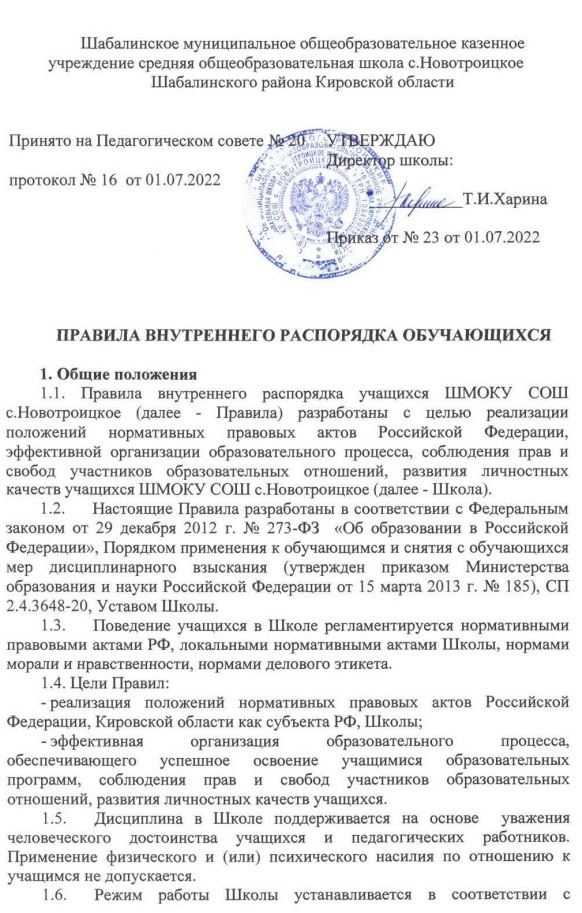 Шабалинское муниципальное общеобразовательное казенное
учреждение средняя общеобразовательная школа с.Новотроицкое
Шабалинского района Кировской области
Принято на Педагогическом совете № 20 УТВЕРЖДАЮ
Директор школы:
протокол № 16 от 01.07.2022
Т.И.Харина
Приказ от № 23 от 01.07.2022
ПРАВИЛА ВНУТРЕННЕГО РАСПОРЯДКА ОБУЧАЮЩИХСЯ
1. Общие положения
1.1. Правила внутреннего распорядка учащихся ШМОКУ СОШ
с.Новотроицкое (далее - Правила) разработаны с целью реализации
положений нормативных правовых актов Российской Федерации,
эффективной организации образовательного процесса, соблюдения прав и
свобод участников образовательных отношений, развития личностных
качеств учащихся ШМОКУ СОШ с.Новотроицкое (далее - Школа).
1.2. Настоящие Правила разработаны в соответствии с Федеральным
законом от 29 декабря 2012 г. № 273-ФЗ «Об образовании в Российской
Федерации», Порядком применения к обучающимся и снятия с обучающихся
мер дисциплинарного взыскания (утвержден приказом Министерства
образования и науки Российской Федерации от 15 марта 2013 г. № 185), СП
2.4.3648-20, Уставом Школы.
1.3. Поведение учащихся в Школе регламентируется нормативными
правовыми актами РФ, локальными нормативными актами Школы, нормами
морали и нравственности, нормами делового этикета.
1.4. Цели Правил:
- реализация положений нормативных правовых актов Российской
Федерации, Кировской области как субъекта РФ, Школы;
- эффективная организация образовательного процесса,
обеспечивающего успешное освоение учащимися образовательных
программ, соблюдения прав и свобод участников образовательных
отношений, развития личностных качеств учащихся.
1.5. Дисциплина в Школе поддерживается на основе уважения
человеческого достоинства учащихся и педагогических работников.
Применение физического и (или) психического насилия по отношению к
учащимся не допускается.
1.6. Режим работы Школы устанавливается в соответствии с